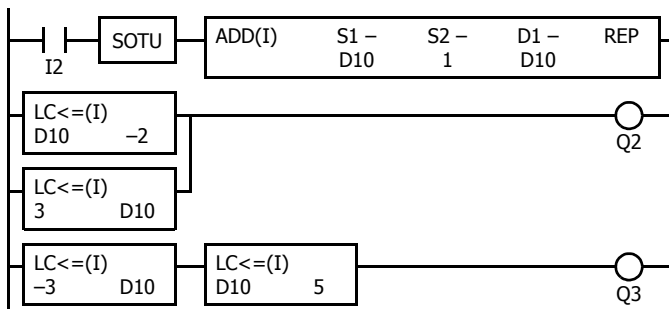 SOTU
ADD(I) S1 – S2 – D1 – REP
D10 1 D10
I2
LC<=(I)
D10 –2
Q2
LC<=(I)
3 D10
LC<=(I) LC<=(I)
–3 D10 D10 5
Q3